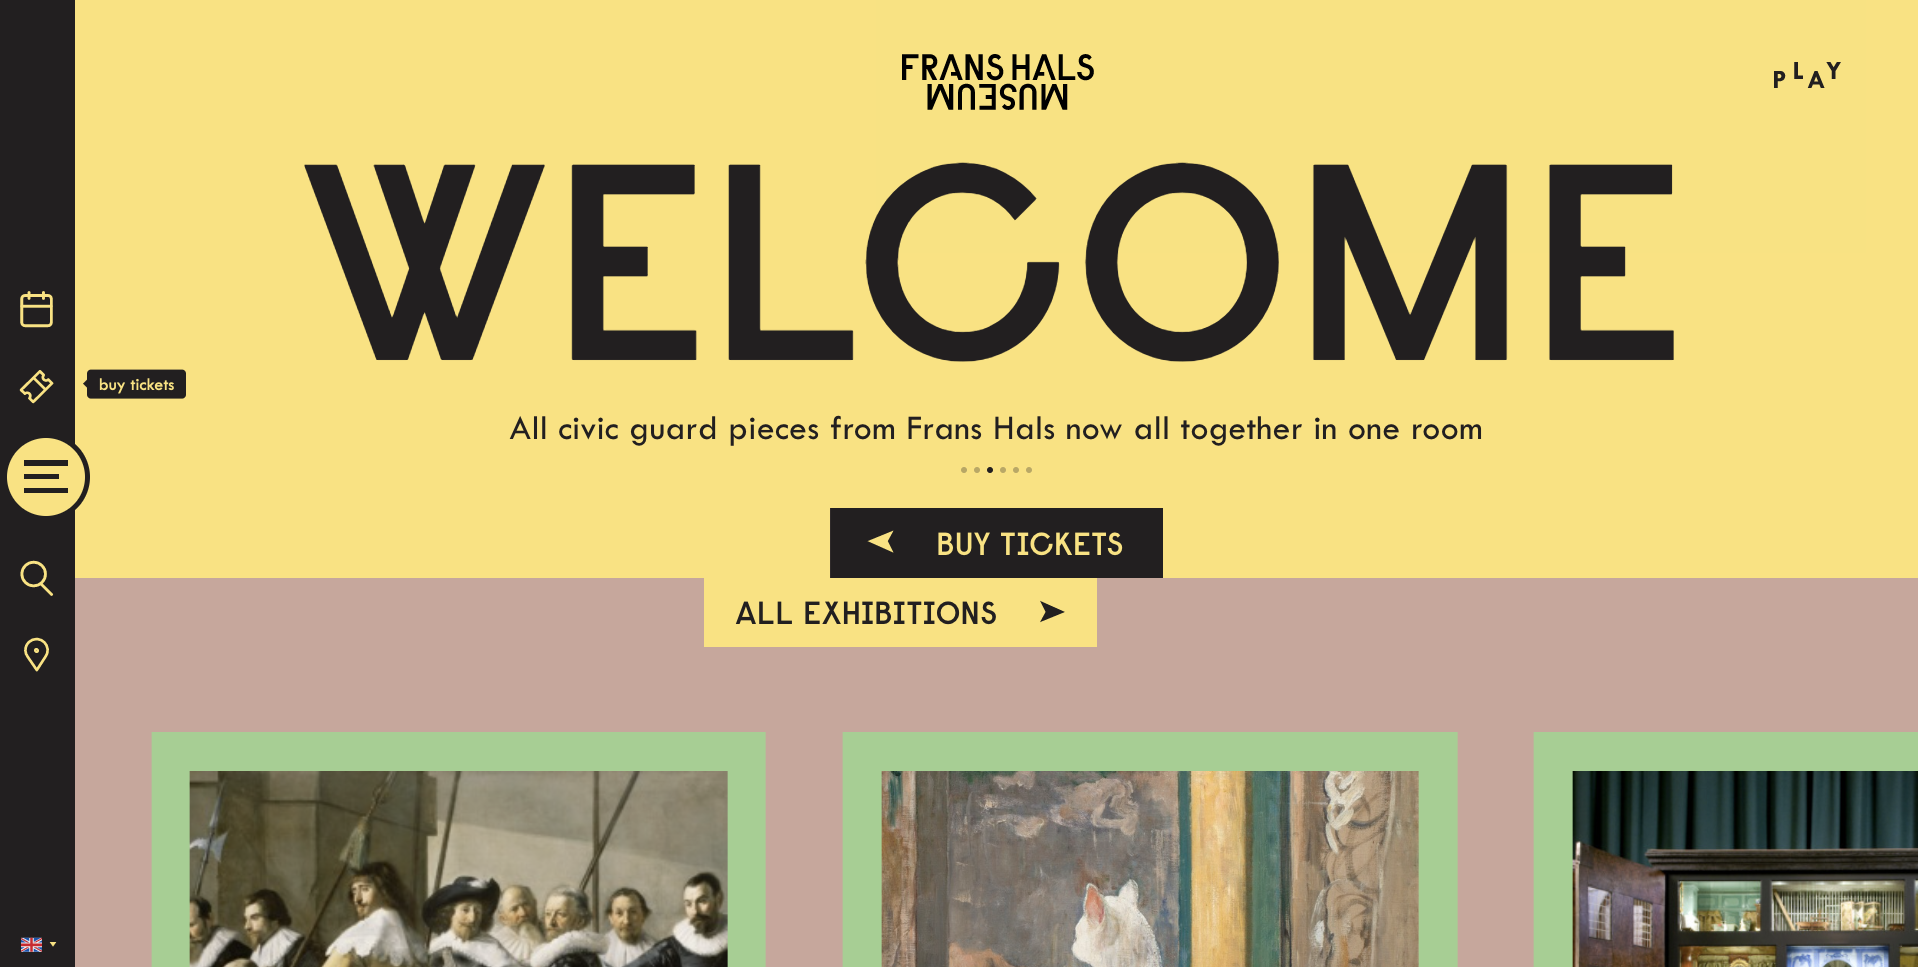 FRANS HALS
MUSEUM
PLAY
WELCOME
buy tickets
All civic guard pieces from Frans Hals now all together in one room
BUY TICKETS
ALL EXHIBITIONS